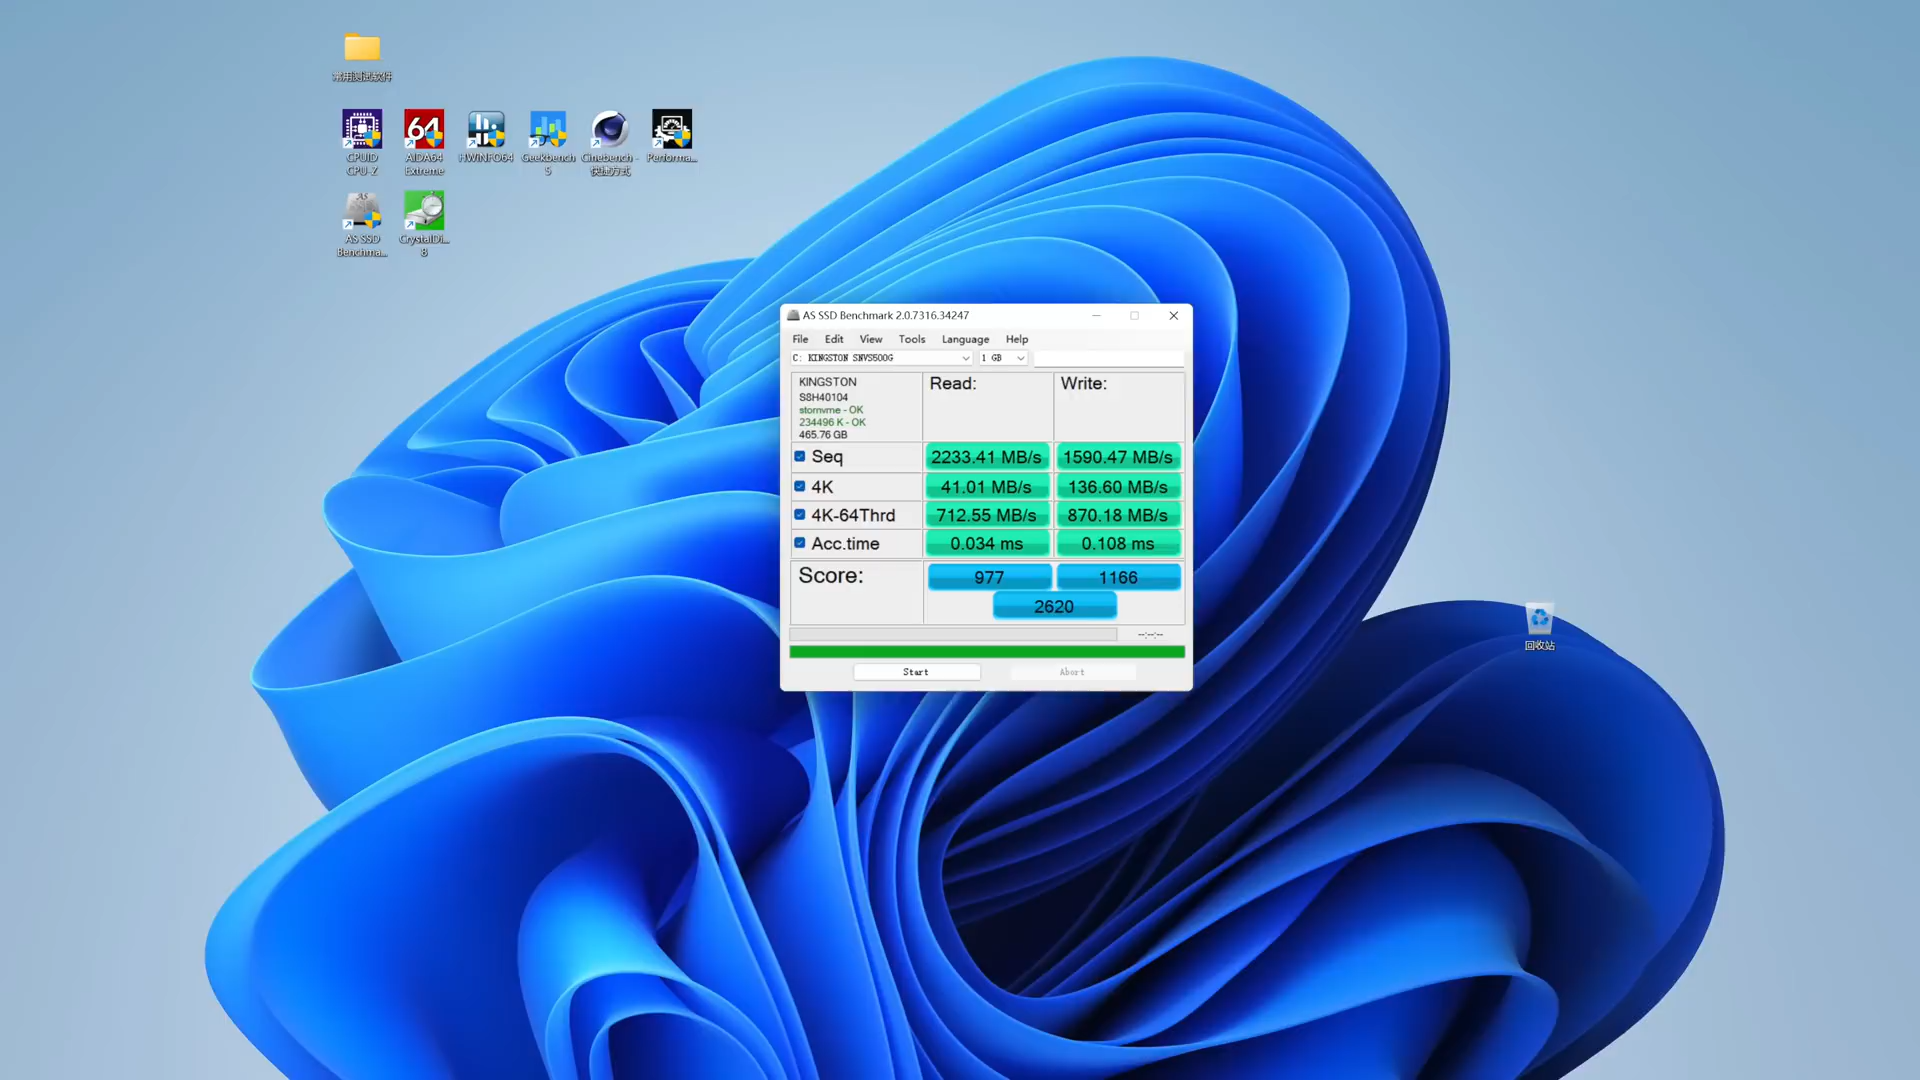 常用测试软件
CPUID
CPU-Z
AIDA64
Extreme
HWiNFO64
Geekbench
5
Cinebench -
快捷方式
Performa...
AS SSD
Benchma...
CrystalDi...
8
AS SSD Benchmark 2.0.7316.34247
File Edit View Tools Language Help
C: KINGSTON SNVS500G 1 GB
KINGSTON
S8H40104
stornvme - OK
234496 K - OK
465.76 GB
Read: Write:
Seq 2233.41 MB/s 1590.47 MB/s
4K 41.01 MB/s 136.60 MB/s
4K-64Thrd 712.55 MB/s 870.18 MB/s
Acc.time 0.034 ms 0.108 ms
Score: 977 1166
2620
--:--:--
Start Abort
回收站